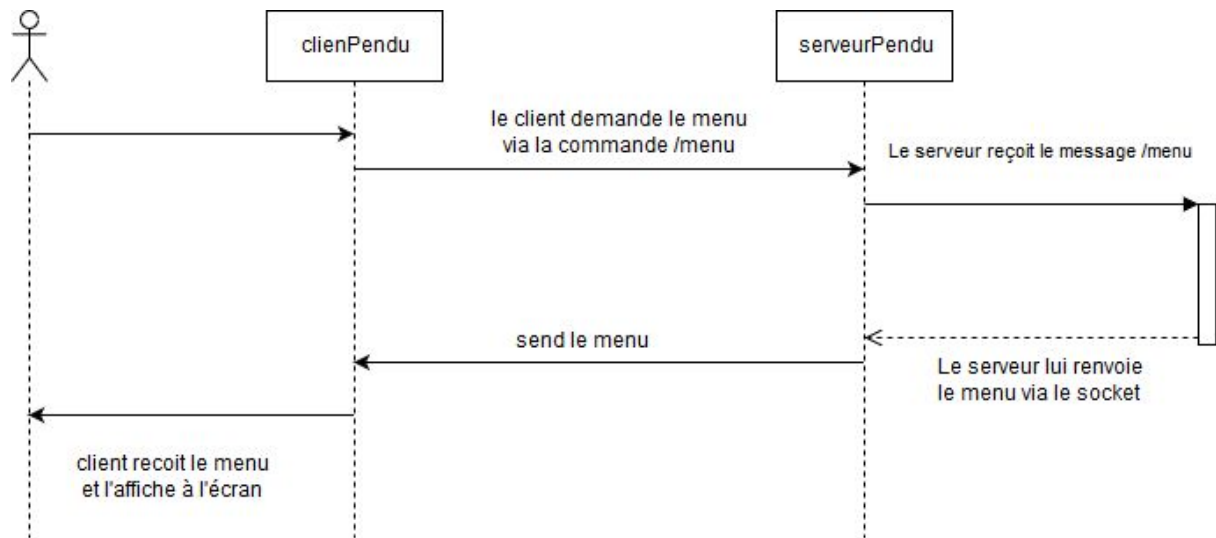 clienPendu
serveurPendu
le client demande le menu
via la commande /menu
Le serveur reçoit le message /menu
send le menu
Le serveur lui renvoie
le menu via le socket
client recoit le menu
et l'affiche à l'écran